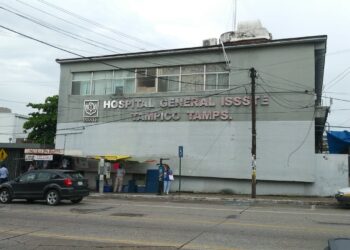 HOSPITAL GENERAL ISSSTE
TAMPICO TAMPS.